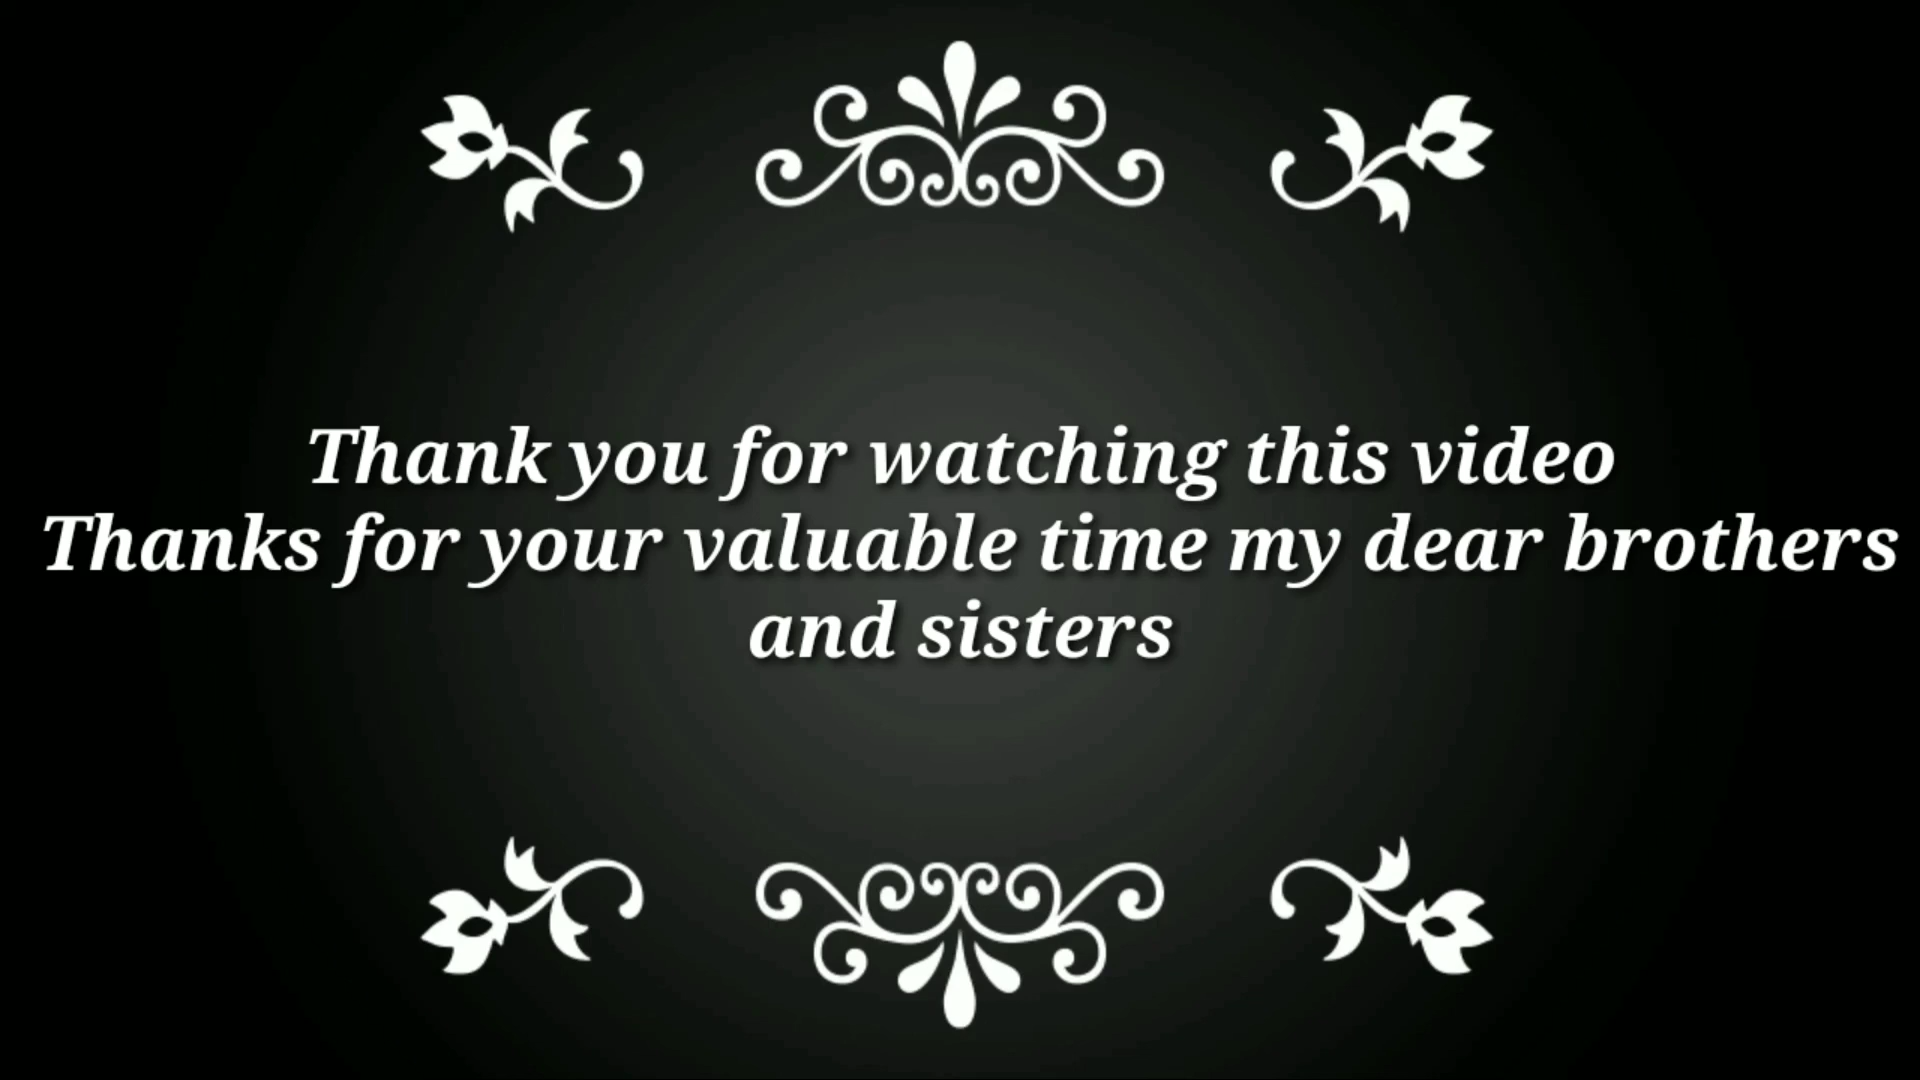 Thank you for watching this video
Thanks for your valuable time my dear brothers
and sisters